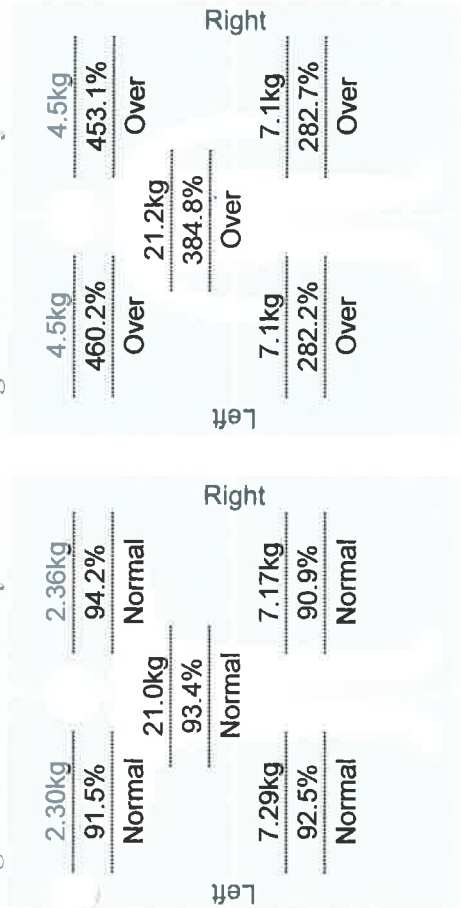 2.30kg
91.5%
Normal
2.36kg
94.2%
Normal
21.0kg
93.4%
Normal
7.29kg
92.5%
Normal
7.17kg
90.9%
Normal
Left
Right
4.5kg
460.2%
Over
4.5kg
453.1%
Over
21.2kg
384.8%
Over
7.1kg
282.2%
Over
7.1kg
282.7%
Over
Left
Right